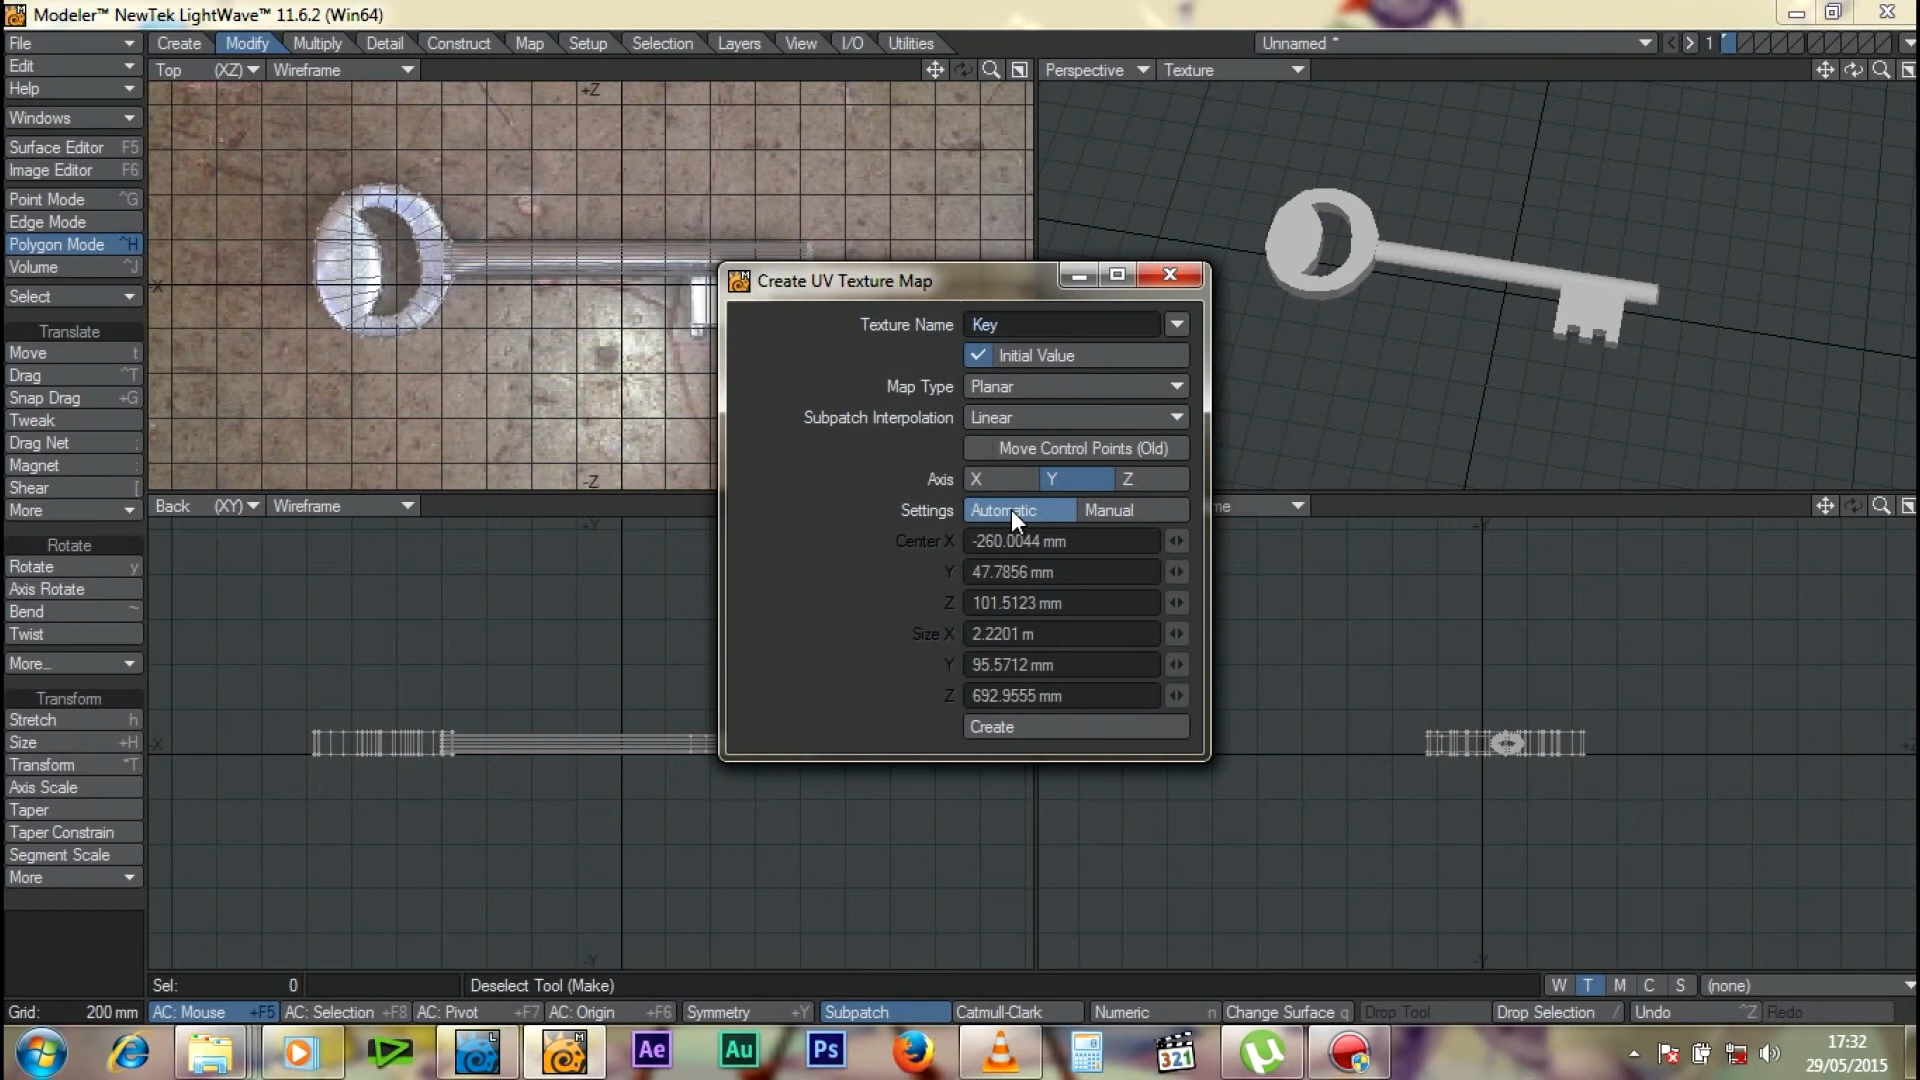 Modeler™ NewTek LightWave™ 11.6.2 (Win64)
File
Create Modify Multiply Detail Construct Map Setup Selection Layers View I/O Utilities
Unnamed *
1
Edit
Help
Windows
Surface Editor F5
Image Editor F6
Point Mode ^G
Edge Mode
Polygon Mode ^H
Volume ^J
Select
Translate
Move t
Drag ^T
Snap Drag +G
Tweak
Drag Net ;
Magnet :
Shear [
More
Rotate
Rotate y
Axis Rotate
Bend ~
Twist
More...
Transform
Stretch h
Size +H
Transform ^T
Axis Scale
Taper
Taper Constrain
Segment Scale
More
Top (XZ) Wireframe
+Z
-X
-Z
Perspective Texture
Back (XY) Wireframe
+Y
-X
-Y
Create UV Texture Map
Texture Name Key
Initial Value
Map Type Planar
Subpatch Interpolation Linear
Move Control Points (Old)
Axis X Y Z
Settings Automatic Manual
Center X -260.0044 mm
Y 47.7856 mm
Z 101.5123 mm
Size X 2.2201 m
Y 95.5712 mm
Z 692.9555 mm
Create
me
+Y
+Z
-Y
Sel: 0
Deselect Tool (Make)
W T M C S (none)
Grid: 200 mm
AC: Mouse +F5 AC: Selection +F8 AC: Pivot +F7 AC: Origin +F6 Symmetry +Y Subpatch Catmull-Clark Numeric n Change Surface q Drop Tool Drop Selection / Undo ^Z Redo
Ae
Au
Ps
321
17:32
29/05/2015